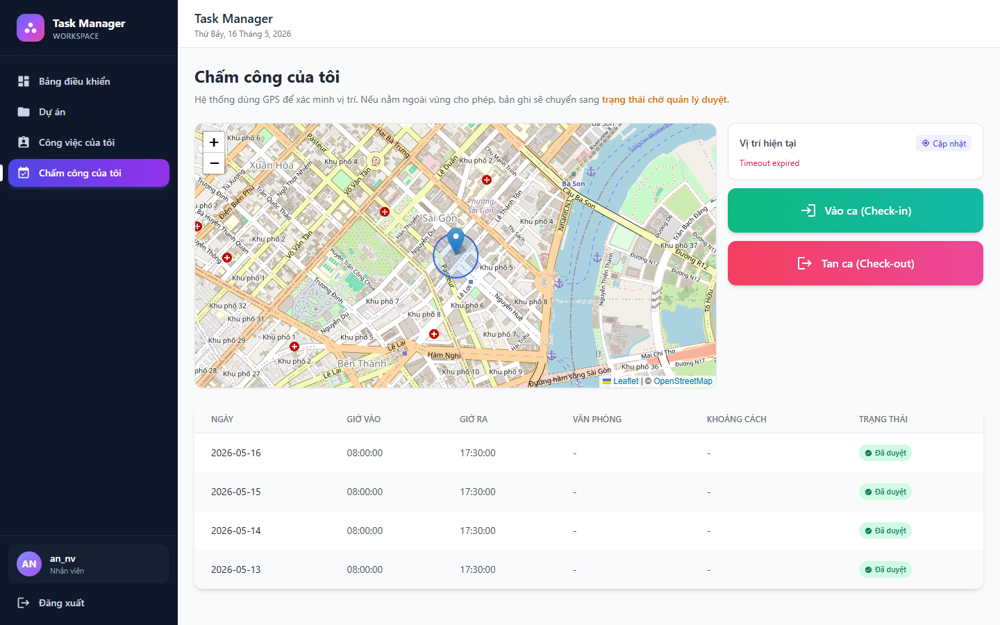 Task Manager
WORKSPACE
Bảng điều khiển
Dự án
Công việc của tôi
Chấm công của tôi
an_nv
AN
Nhân viên
Đăng xuất
Task Manager
Thứ Bảy, 16 Tháng 5, 2026
Chấm công của tôi
Hệ thống dùng GPS để xác minh vị trí. Nếu nằm ngoài vùng cho phép, bản ghi sẽ chuyển sang trạng thái chờ quản lý duyệt.
+
−
Khu phố 6
Pasteur
Hai Bà Trưng
Xuân Hòa
Khu phố 4
Lê Duẩn
Khu phố 2
Chu Mạnh Trinh
Ba Son
Cầu Ba Son
Trương Định
Tú Xương
Ngô Thời Nhiệm
Võ Văn Tần
Trần Quốc Thảo
Điện Biên Phủ
Phường
Sài Gòn
Lê Thánh Tôn
Sài Gòn
Khu phố 4
Thi Sách
Hàn Thuyên
Nguyễn Du
Khu phố 2
Võ Văn Tần
Khu phố 1
Huyền Trân Công Chúa
Trương Định
Pasteur
Khu phố 5
Lê Lợi
Khu phố 6
Nguyễn Huệ
Khu phố 8
Khu phố 7
Khu phố 8
Nguyễn Du
Khu phố 32
Khu phố 31
Khu phố 29
Khu phố 1
Khu phố 5
Khu phố 7
Hải Triều
Lê Lai
Hàm Nghi
Khu phố 2
Bến Thành
Lê Lai
Khu phố 27
Khu phố 10
Khu phố 9
Đường hầm sông Sài Gòn
Nguyễn Thiện Thành
Đường D6
Trần Bạch Đằng
Khu phố 37
Đường R12
Đường N12
Đường N12
Tố Hữu
Mai Chí Thọ
Khu phố 36
Đường N17
Leaflet | © OpenStreetMap
Vị trí hiện tại
Cập nhật
Timeout expired
Vào ca (Check-in)
Tan ca (Check-out)
NGÀY GIỜ VÀO GIỜ RA VĂN PHÒNG KHOẢNG CÁCH TRẠNG THÁI
2026-05-16 08:00:00 17:30:00 - - Đã duyệt
2026-05-15 08:00:00 17:30:00 - - Đã duyệt
2026-05-14 08:00:00 17:30:00 - - Đã duyệt
2026-05-13 08:00:00 17:30:00 - - Đã duyệt